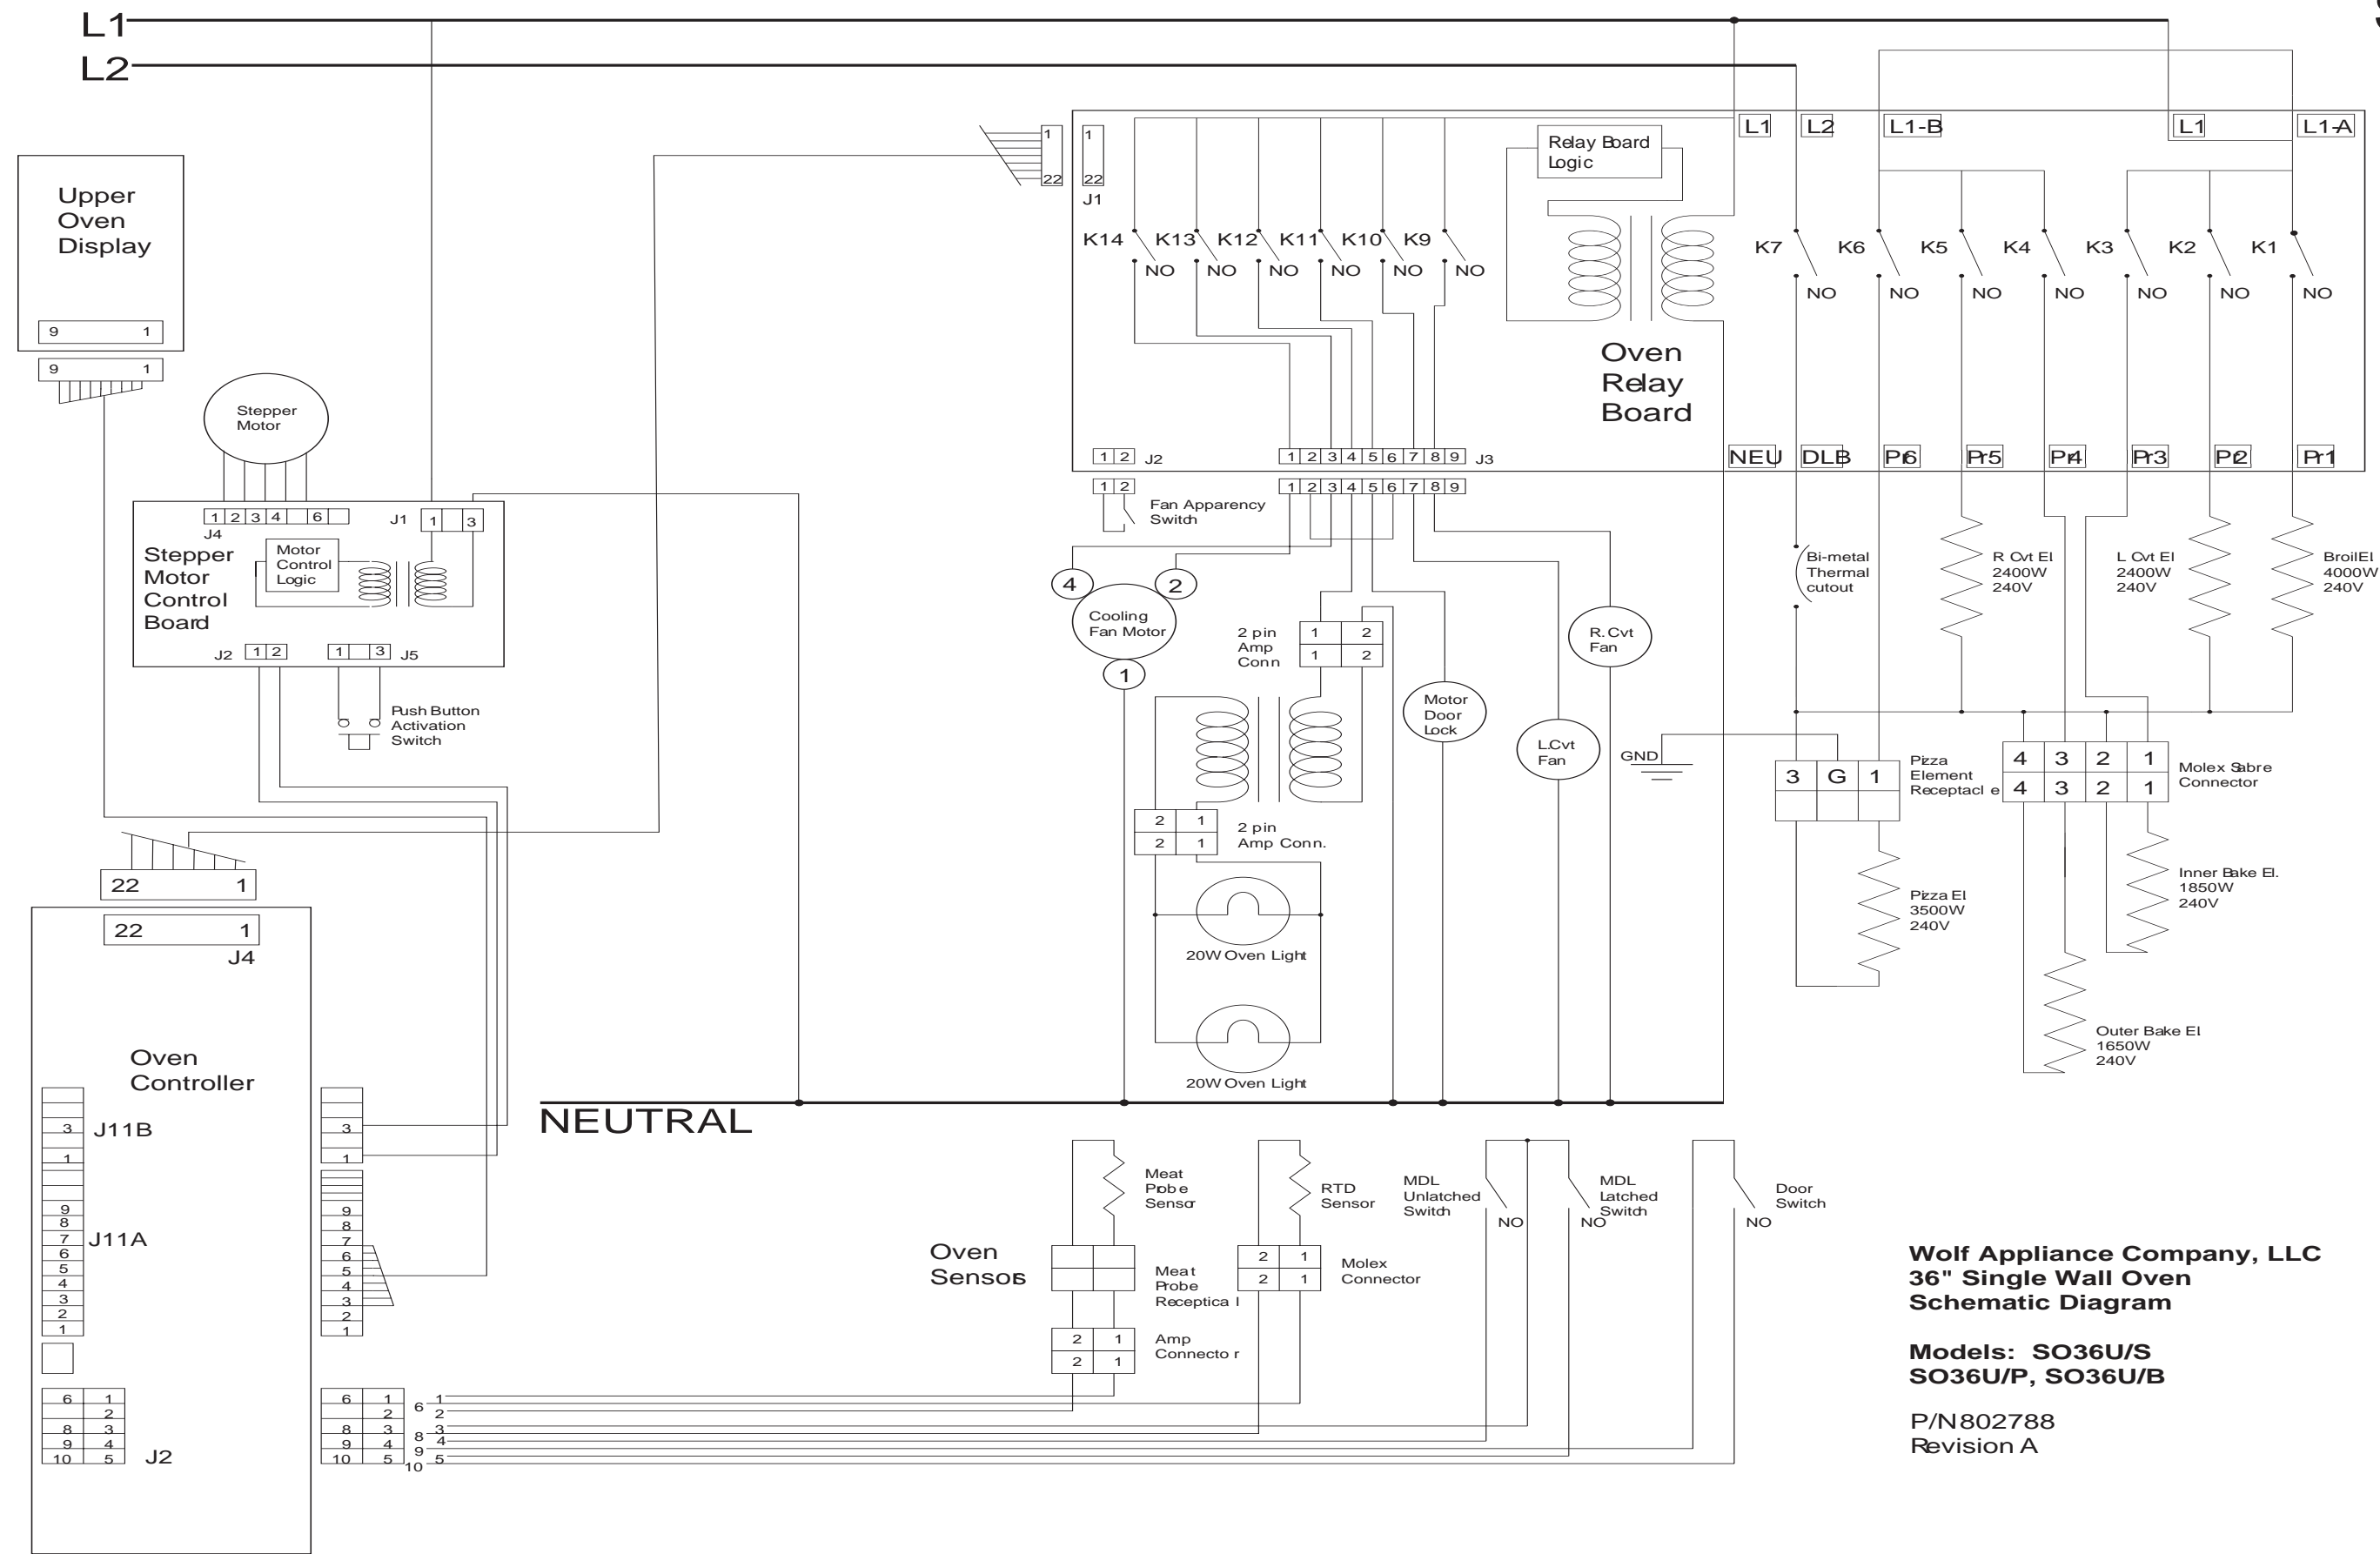 L1
L2
Upper
Oven
Display
9 1
9 1
Stepper
Motor
1 2 3 4 6
J4
J1 1 3
Stepper
Motor
Control
Board
Motor
Control
Logic
J2 1 2
1 3 J5
Push Button
Activation
Switch
22 1
22 1
J4
Oven
Controller
3 J11B
1
9
8
7 J11A
6
5
4
3
2
1
6 1
2
8 3
9 4
10 5 J2
3
1
9
8
7
6
5
4
3
2
1
6 1
2
8 3
9 4
10 5
1
6 2
3
8 4
9 5
10
1
22
1
22
J1
K14 K13 K12 K11 K10 K9
NO NO NO NO NO NO
Relay Board
Logic
Oven
Relay
Board
L1 L2 L1-B L1 L1-A
K7 K6 K5 K4 K3 K2 K1
NO NO NO NO NO NO NO
NEU DLB Pr6 Pr5 Pr4 Pr3 Pr2 Pr1
1 2 J2
1 2 3 4 5 6 7 8 9 J3
1 2
1 2 3 4 5 6 7 8 9
Fan Apparency
Switch
4 2
Cooling
Fan Motor
1
2 pin
Amp
Conn
1 2
1 2
Motor
Door
Lock
R. Cvt
Fan
L.Cvt
Fan
2 1
2 1
2 pin
Amp Conn.
20W Oven Light
20W Oven Light
GND
Bi-metal
Thermal
cutout
R Cvt El
2400W
240V
L Cvt El
2400W
240V
Broil El
4000W
240V
3 G 1
Pizza
Element
Receptacle
4 3 2 1
4 3 2 1
Molex Sabre
Connector
Pizza El
3500W
240V
Inner Bake El.
1850W
240V
Outer Bake El
1650W
240V
NEUTRAL
Oven
Sensors
Meat
Probe
Sensor
Meat
Probe
Receptical
2 1
2 1
Amp
Connector
RTD
Sensor
2 1
2 1
Molex
Connector
MDL
Unlatched
Switch
NO
MDL
Latched
Switch
NO
Door
Switch
NO
Wolf Appliance Company, LLC
36" Single Wall Oven
Schematic Diagram
Models: SO36U/S
SO36U/P, SO36U/B
P/N 802788
Revision A